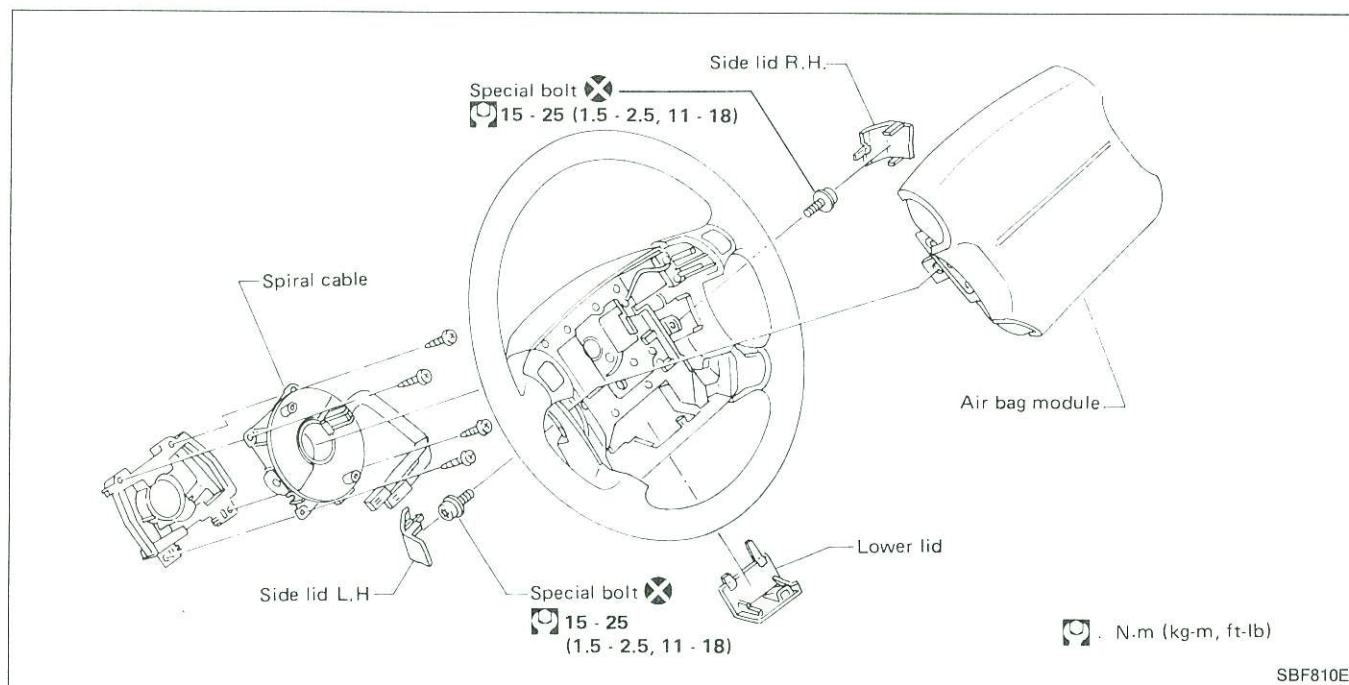 Side lid R.H.
Special bolt
15 - 25 (1.5 - 2.5, 11 - 18)
Spiral cable
Air bag module
Lower lid
Side lid L.H
Special bolt
15 - 25
(1.5 - 2.5, 11 - 18)
. N·m (kg-m, ft-lb)
SBF810E